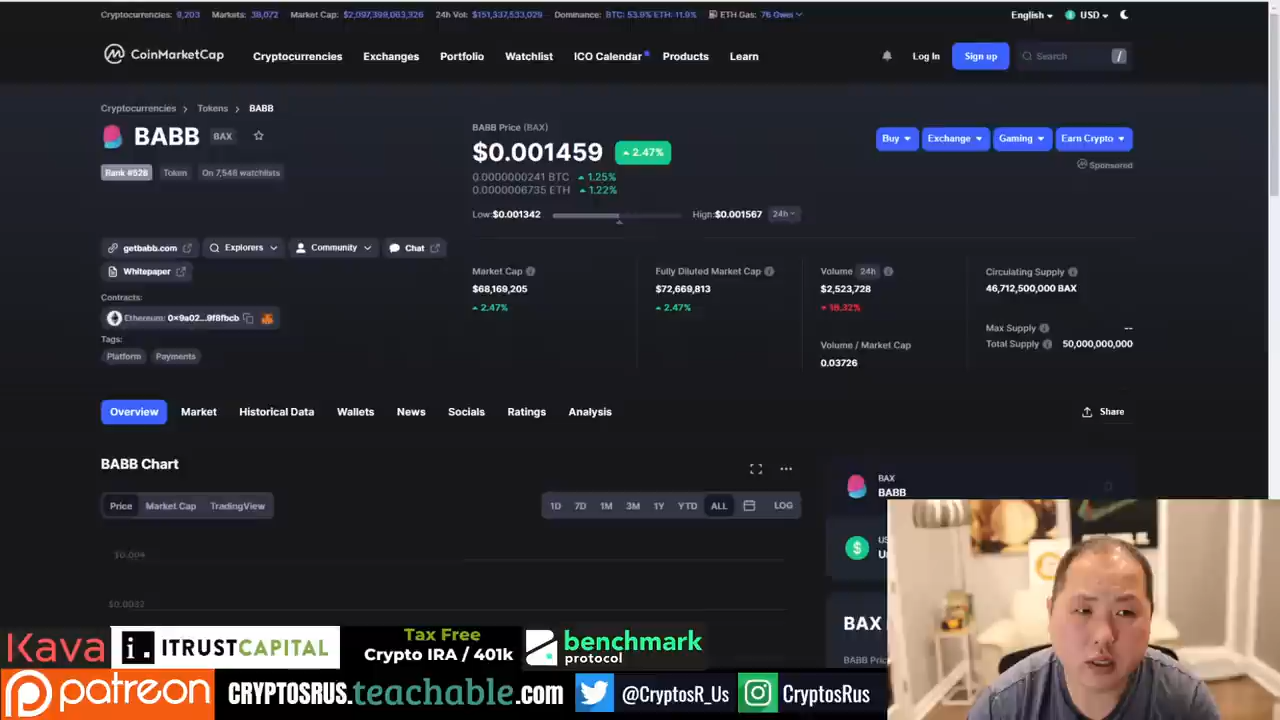 Cryptocurrencies: 9,203 Markets: 38,072 Market Cap: $2,097,398,063,326 24h Vol: $151,337,533,029 Dominance: BTC: 53.9% ETH: 11.9% ETH Gas: 76 Gwei English USD
CoinMarketCap Cryptocurrencies Exchanges Portfolio Watchlist ICO Calendar Products Learn Log In Sign up Search /
Cryptocurrencies > Tokens > BABB
BABB BAX
Rank #528 Token On 7,546 watchlists
getbabb.com Explorers Community Chat
Whitepaper
Contracts:
Ethereum: 0x9a02...9f8fbcb
Tags:
Platform Payments
BABB Price (BAX)
$0.001459 2.47%
0.0000000241 BTC 1.25%
0.0000006735 ETH 1.22%
Low: $0.001342 High: $0.001567 24h
Buy Exchange Gaming Earn Crypto
Sponsored
Market Cap
$68,169,205
2.47%
Fully Diluted Market Cap
$72,669,813
2.47%
Volume 24h
$2,523,728
18.32%
Volume / Market Cap
0.03726
Circulating Supply
46,712,500,000 BAX
Max Supply --
Total Supply 50,000,000,000
Overview Market Historical Data Wallets News Socials Ratings Analysis Share
BABB Chart
Price Market Cap TradingView 1D 7D 1M 3M 1Y YTD ALL LOG
$0.004
$0.0032
BAX
BABB
$
BAX
BABB
Kava i. ITRUSTCAPITAL Tax Free
Crypto IRA / 401k
benchmark
protocol
patreon CRYPTOSRUS.teachable.com @CryptosR_Us CryptosRus